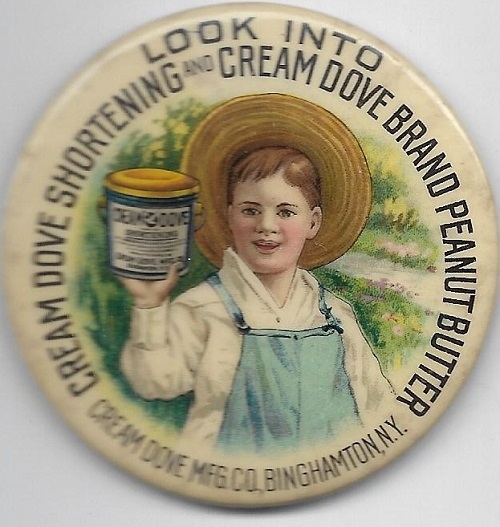 LOOK INTO
CREAM DOVE SHORTENING AND CREAM DOVE BRAND PEANUT BUTTER
CREAM DOVE MFG. CO., BINGHAMTON, N.Y.
CREAM DOVE